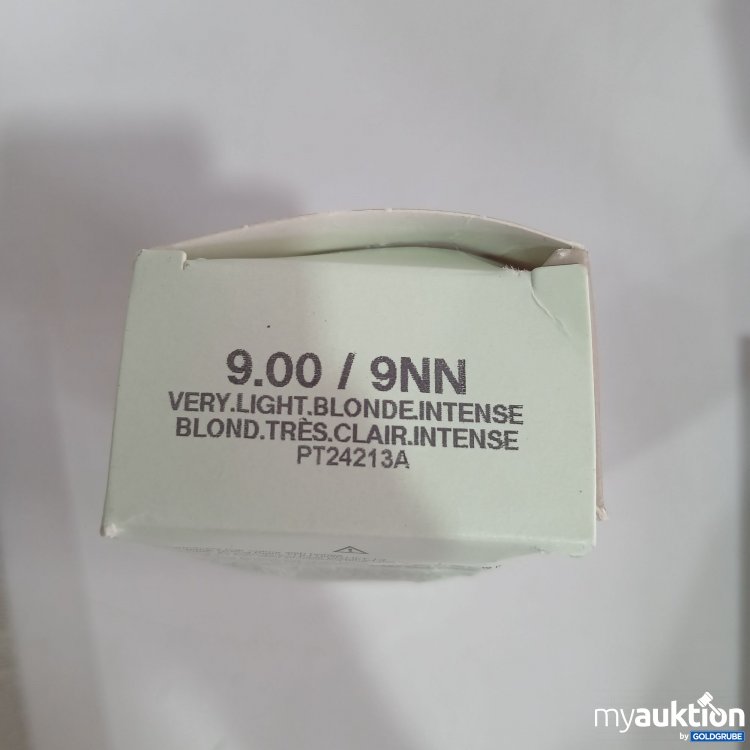 9.00 / 9NN
VERY.LIGHT.BLONDE.INTENSE
BLOND.TRÈS.CLAIR.INTENSE
PT24213A
myauktion
by GOLDGRUBE